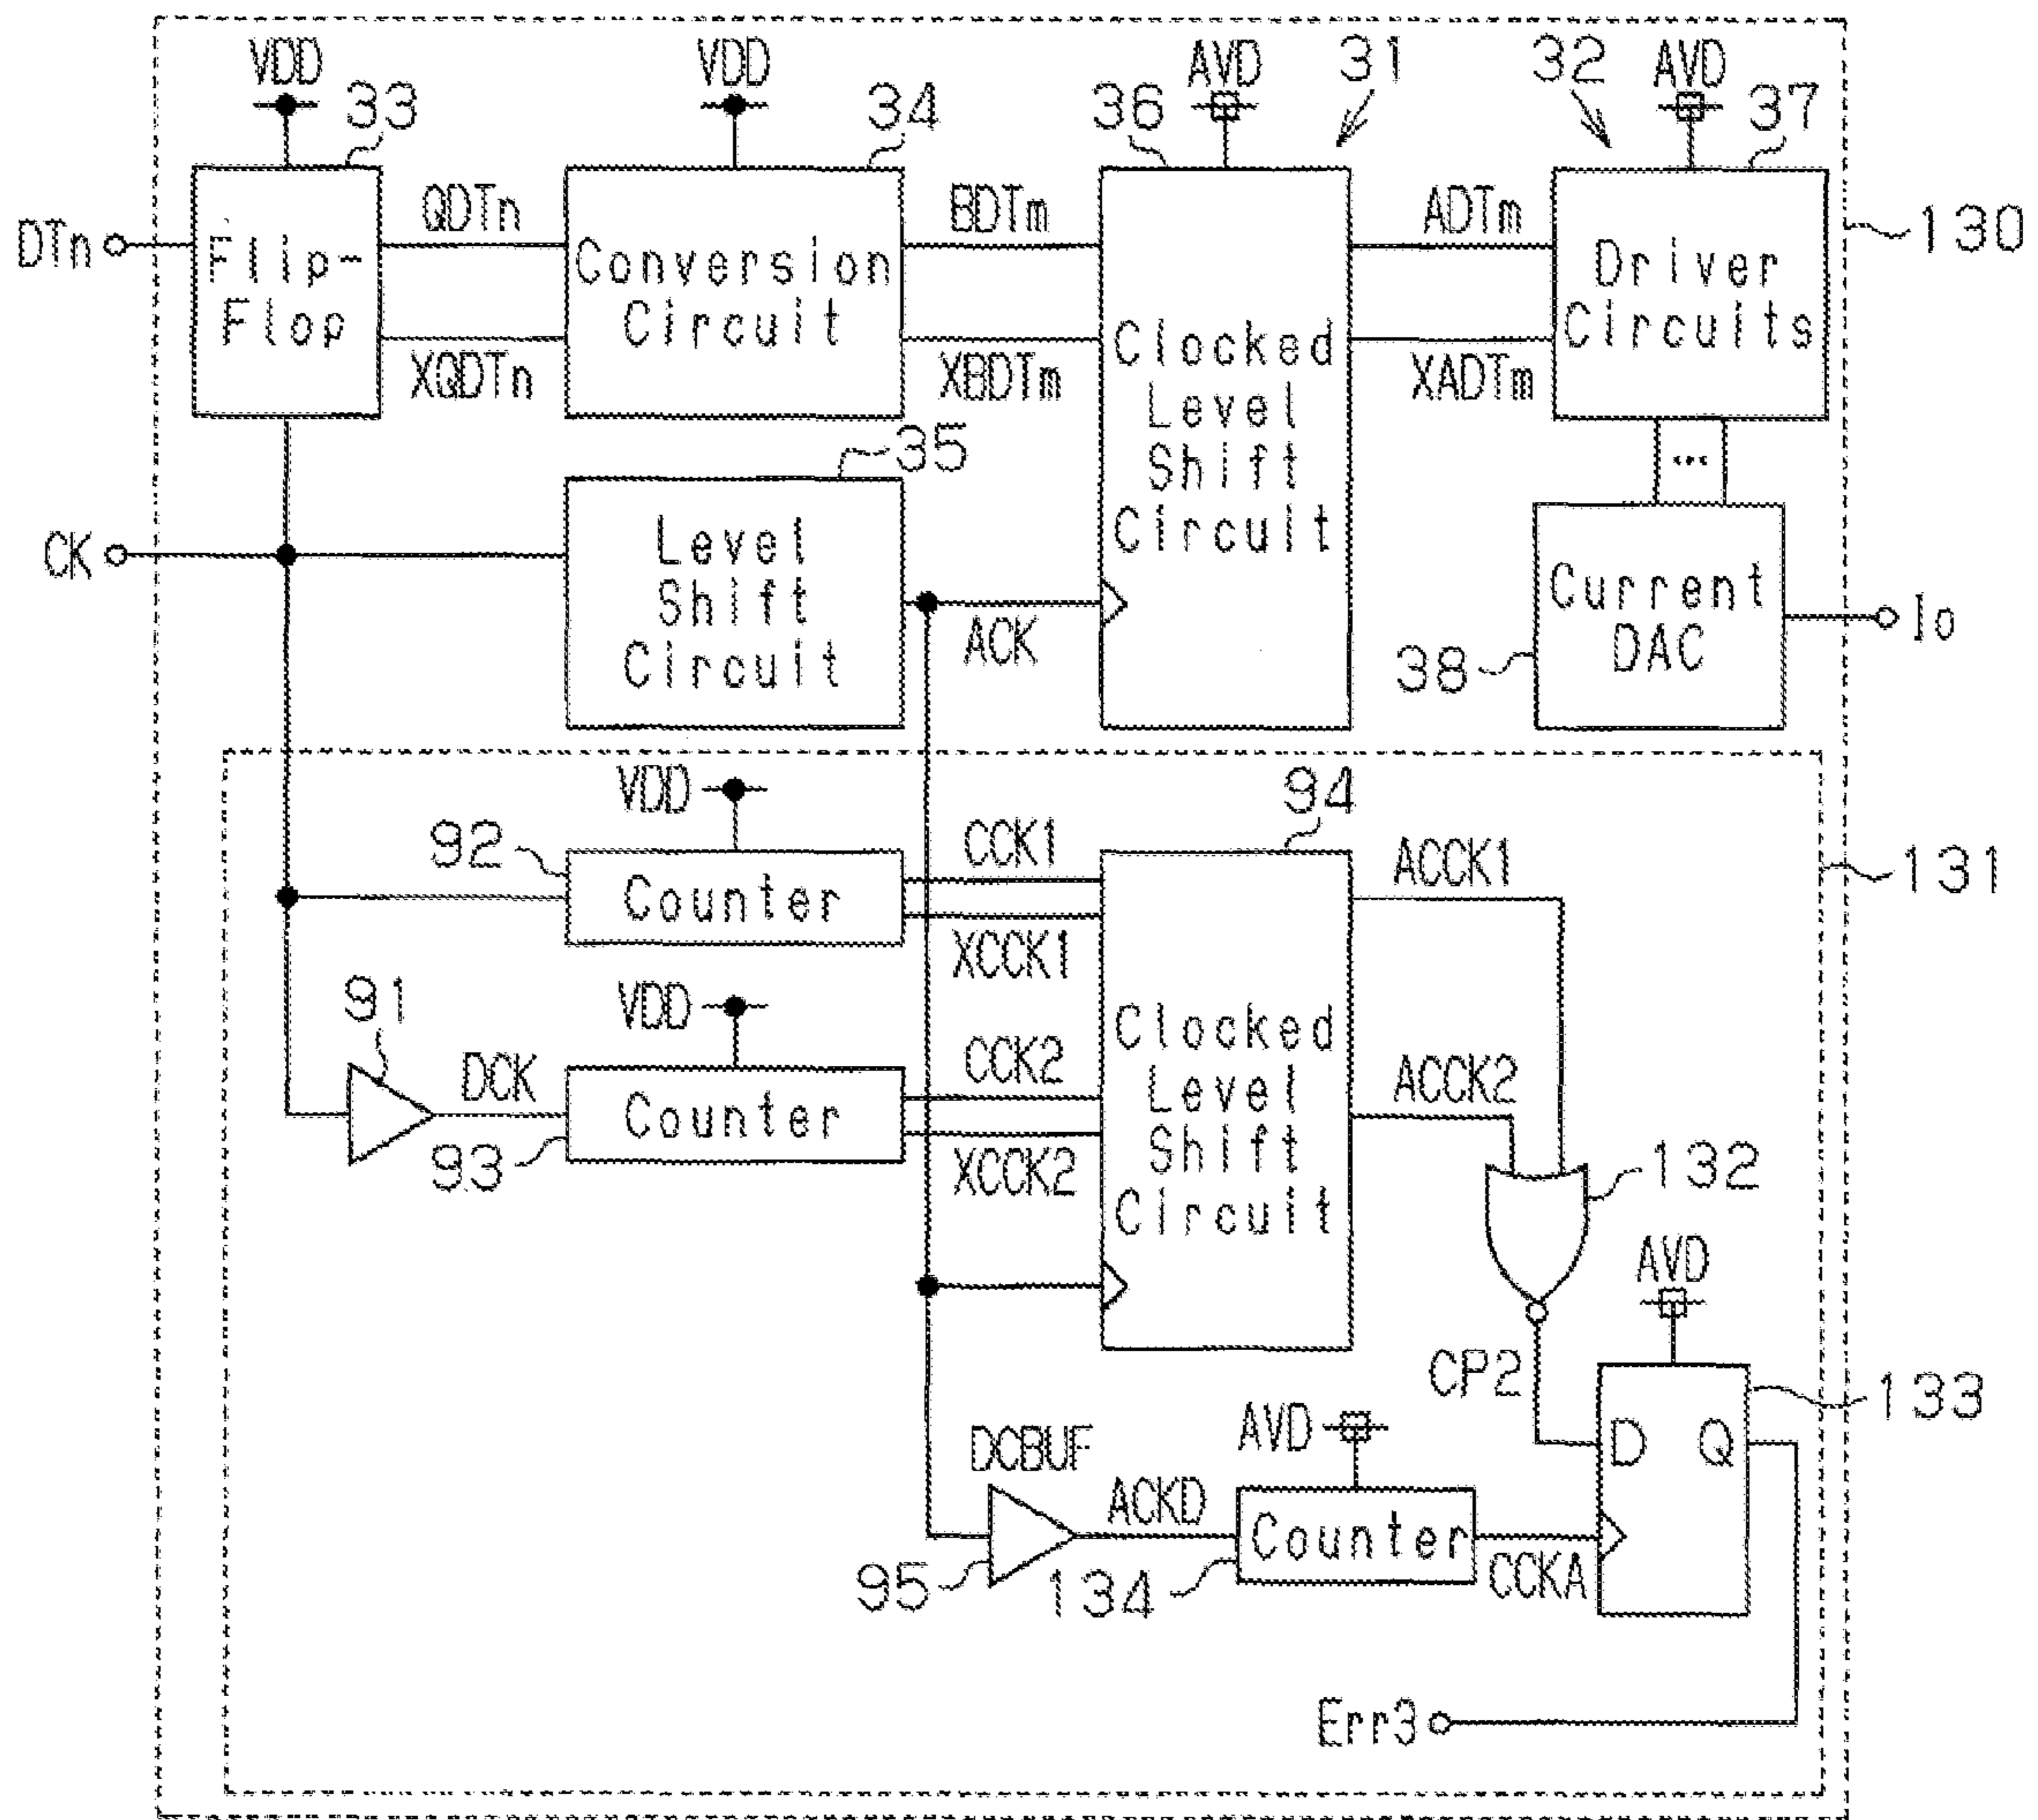 VDD
VDD
AVD
31
32
AVD
33
34
36
37
DTn
Flip-
Flop
QDTn
XQDTn
Conversion
Circuit
BDTm
XBDTm
Clocked
Level
Shift
Circuit
ADTm
XADTm
Driver
Circuits
130
35
...
CK
Level
Shift
Circuit
ACK
Current
DAC
38
Io
VDD
94
92
Counter
CCK1
XCCK1
ACCK1
131
91
VDD
DCK
Counter
93
CCK2
XCCK2
Clocked
Level
Shift
Circuit
ACCK2
132
AVD
CP2
133
D
Q
AVD
DCBUF
ACKD
95
Counter
134
CCKA
Err3